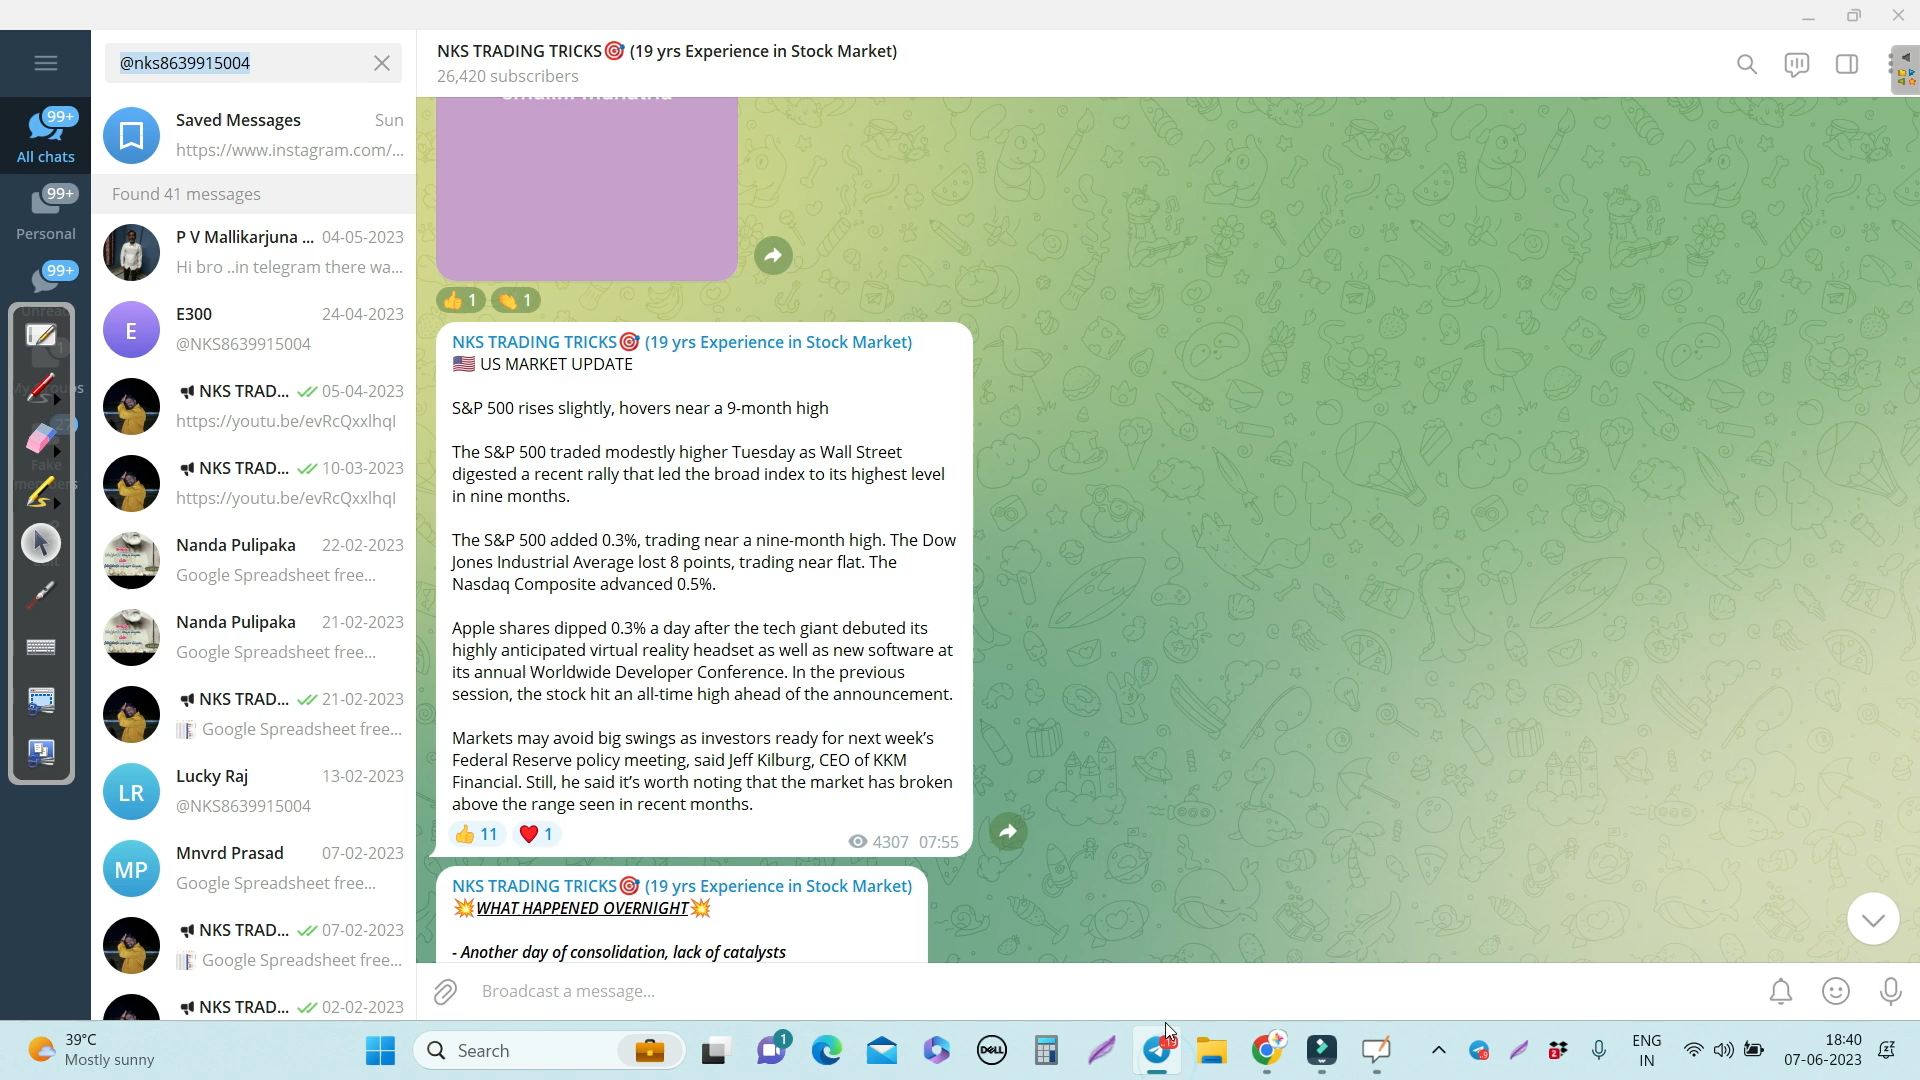 @nks8639915004
NKS TRADING TRICKS🎯 (19 yrs Experience in Stock Market)
26,420 subscribers
99+
All chats
99+
Personal
99+
Saved Messages Sun
https://www.instagram.com/...
Found 41 messages
P V Mallikarjuna ... 04-05-2023
Hi bro ..in telegram there wa...
E
E300 24-04-2023
@NKS8639915004
NKS TRAD... 05-04-2023
https://youtu.be/evRcQxxlhqI
NKS TRAD... 10-03-2023
https://youtu.be/evRcQxxlhqI
Nanda Pulipaka 22-02-2023
Google Spreadsheet free...
Nanda Pulipaka 21-02-2023
Google Spreadsheet free...
NKS TRAD... 21-02-2023
Google Spreadsheet free...
LR
Lucky Raj 13-02-2023
@NKS8639915004
MP
Mnvrd Prasad 07-02-2023
Google Spreadsheet free...
NKS TRAD... 07-02-2023
Google Spreadsheet free...
NKS TRAD... 02-02-2023
👍 1 👏 1
NKS TRADING TRICKS🎯 (19 yrs Experience in Stock Market)
🇺🇸 US MARKET UPDATE
S&P 500 rises slightly, hovers near a 9-month high
The S&P 500 traded modestly higher Tuesday as Wall Street
digested a recent rally that led the broad index to its highest level
in nine months.
The S&P 500 added 0.3%, trading near a nine-month high. The Dow
Jones Industrial Average lost 8 points, trading near flat. The
Nasdaq Composite advanced 0.5%.
Apple shares dipped 0.3% a day after the tech giant debuted its
highly anticipated virtual reality headset as well as new software at
its annual Worldwide Developer Conference. In the previous
session, the stock hit an all-time high ahead of the announcement.
Markets may avoid big swings as investors ready for next week's
Federal Reserve policy meeting, said Jeff Kilburg, CEO of KKM
Financial. Still, he said it's worth noting that the market has broken
above the range seen in recent months.
👍 11 ❤️ 1
4307 07:55
NKS TRADING TRICKS🎯 (19 yrs Experience in Stock Market)
💥WHAT HAPPENED OVERNIGHT💥
- Another day of consolidation, lack of catalysts
Broadcast a message...
39°C
Mostly sunny
Search
1
DELL
ENG
IN
18:40
07-06-2023